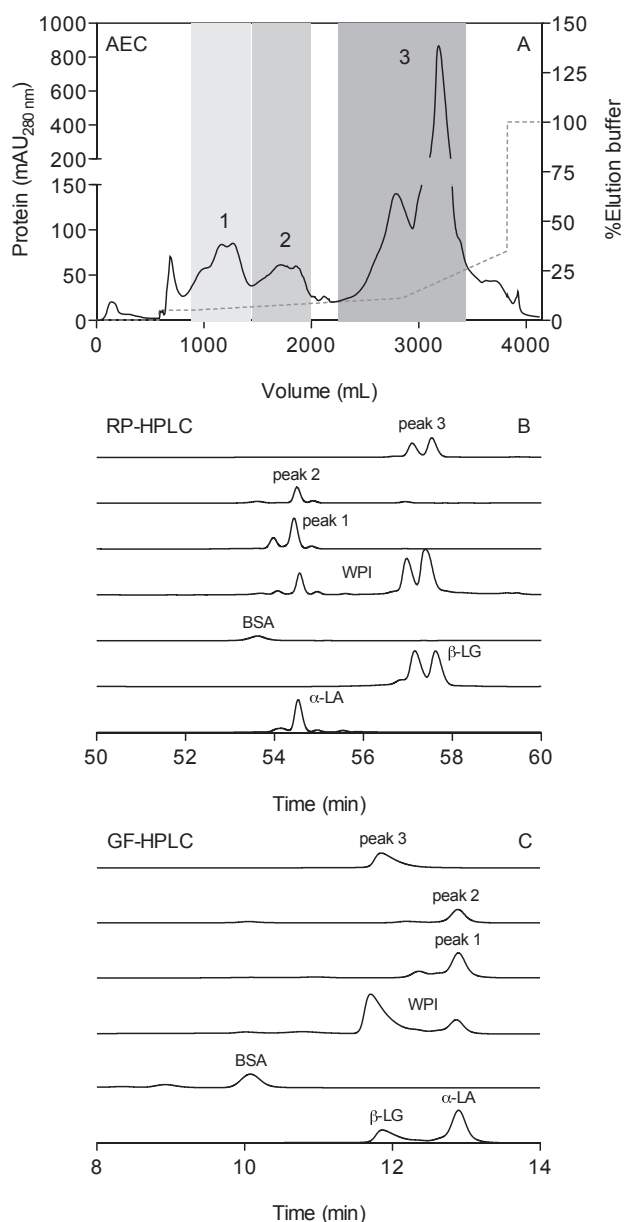 AEC
A
1000
800
600
400
200
150
100
50
0
Protein (mAU280 nm)
1
2
3
150
125
100
75
50
25
0
%Elution buffer
0
1000
2000
3000
4000
Volume (mL)
RP-HPLC
B
peak 3
peak 2
peak 1
WPI
BSA
β-LG
α-LA
50
52
54
56
58
60
Time (min)
GF-HPLC
C
peak 3
peak 2
peak 1
WPI
BSA
β-LG
α-LA
8
10
12
14
Time (min)